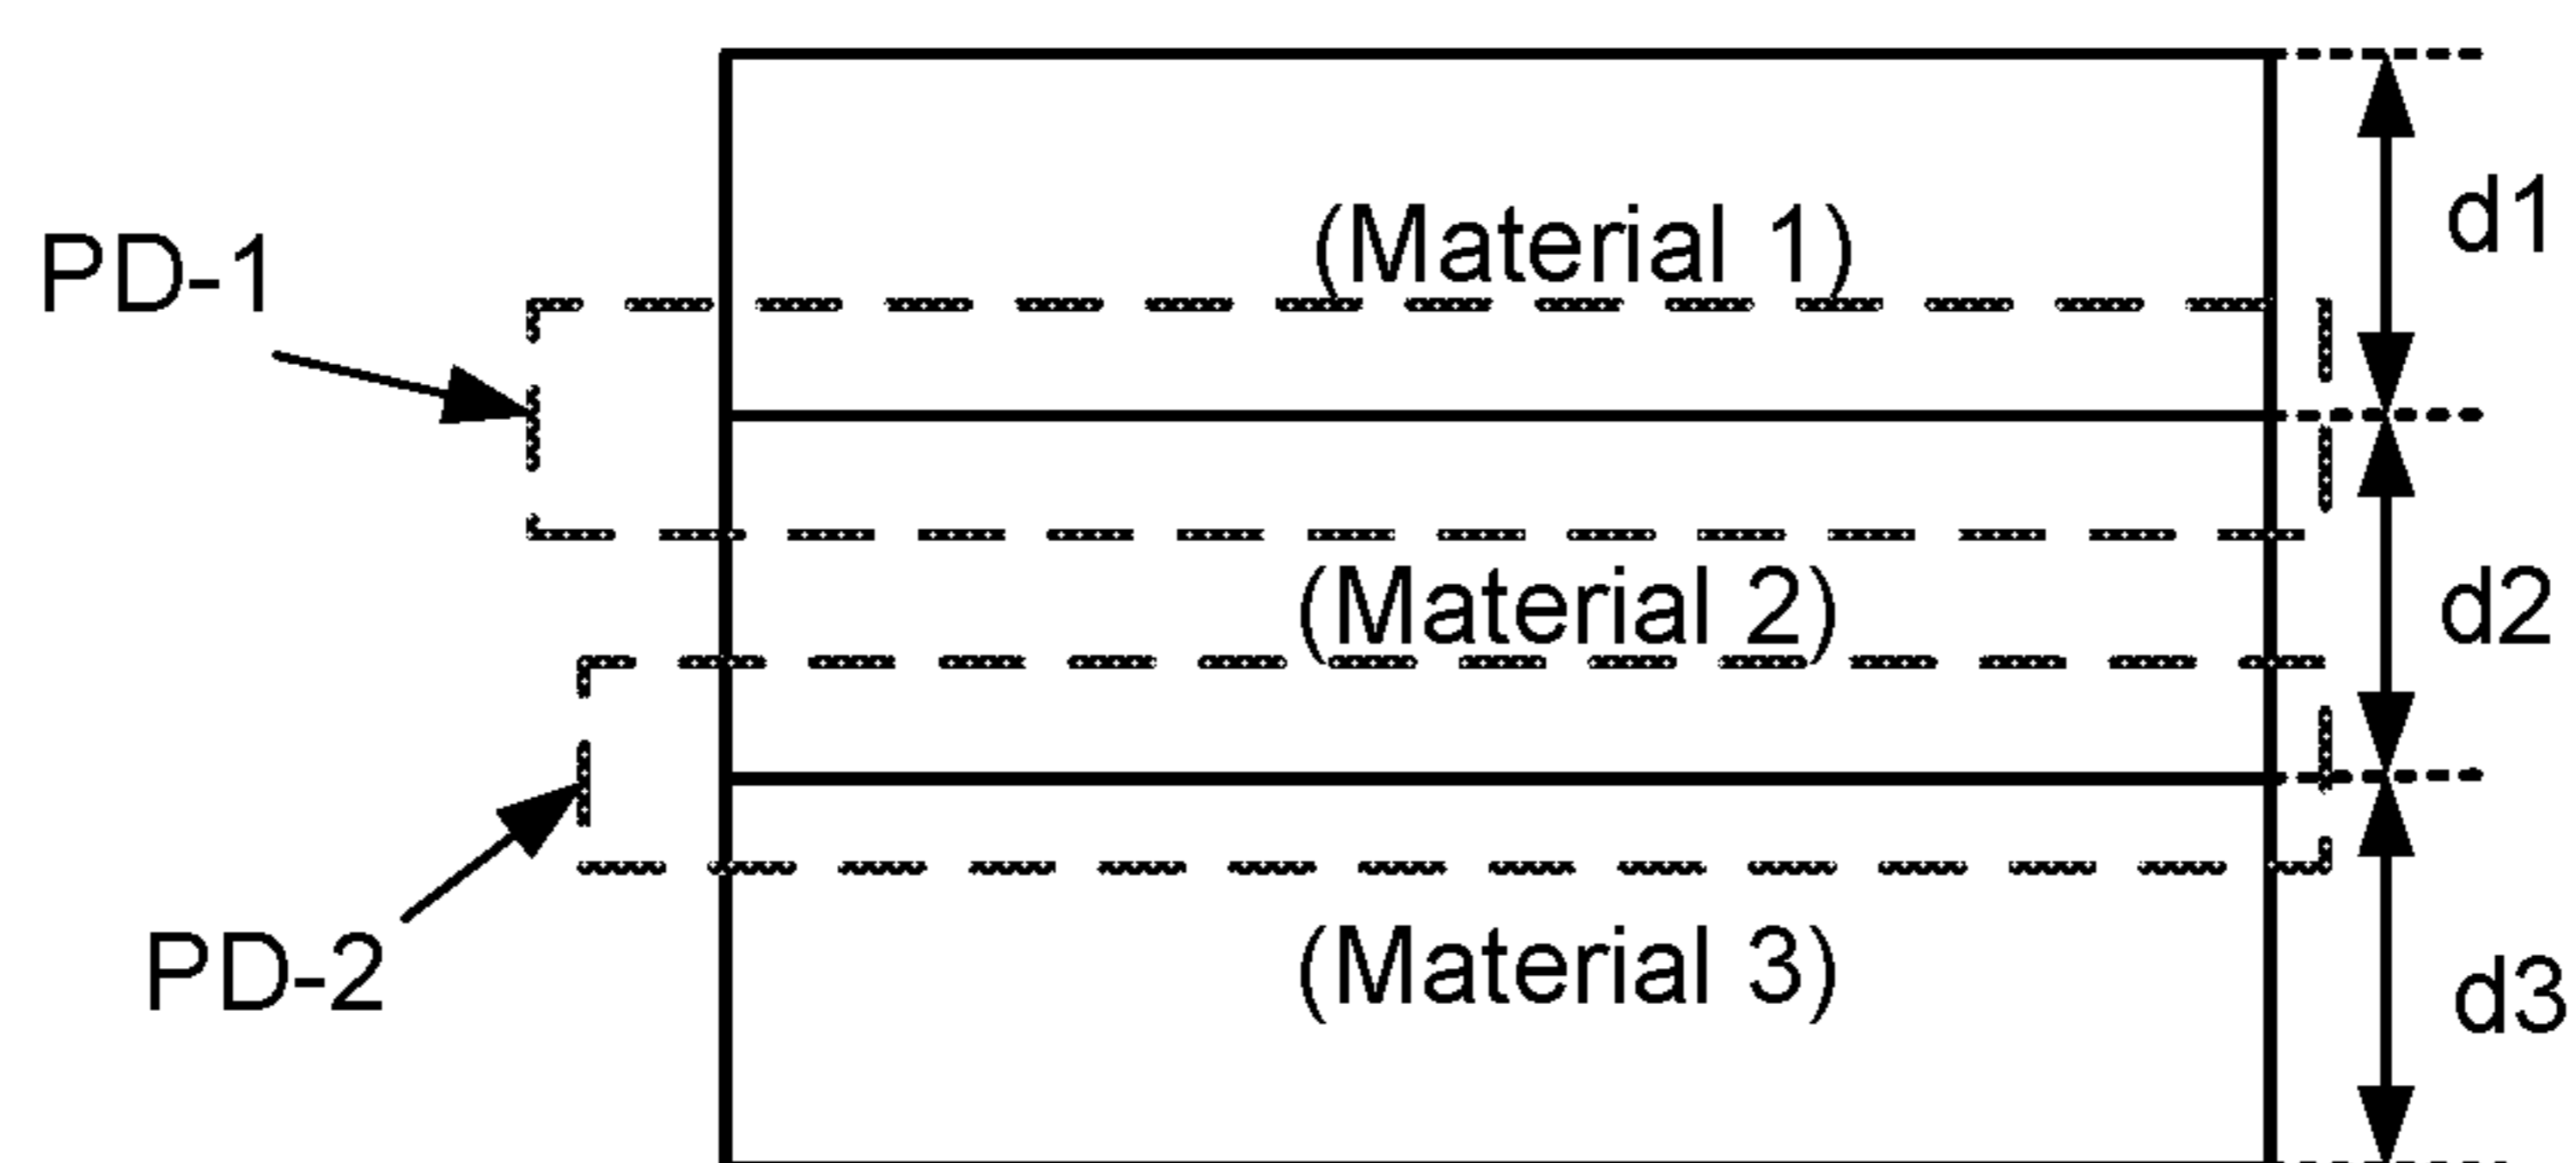 (Material 1)
d1
PD-1
(Material 2)
d2
PD-2
(Material 3)
d3